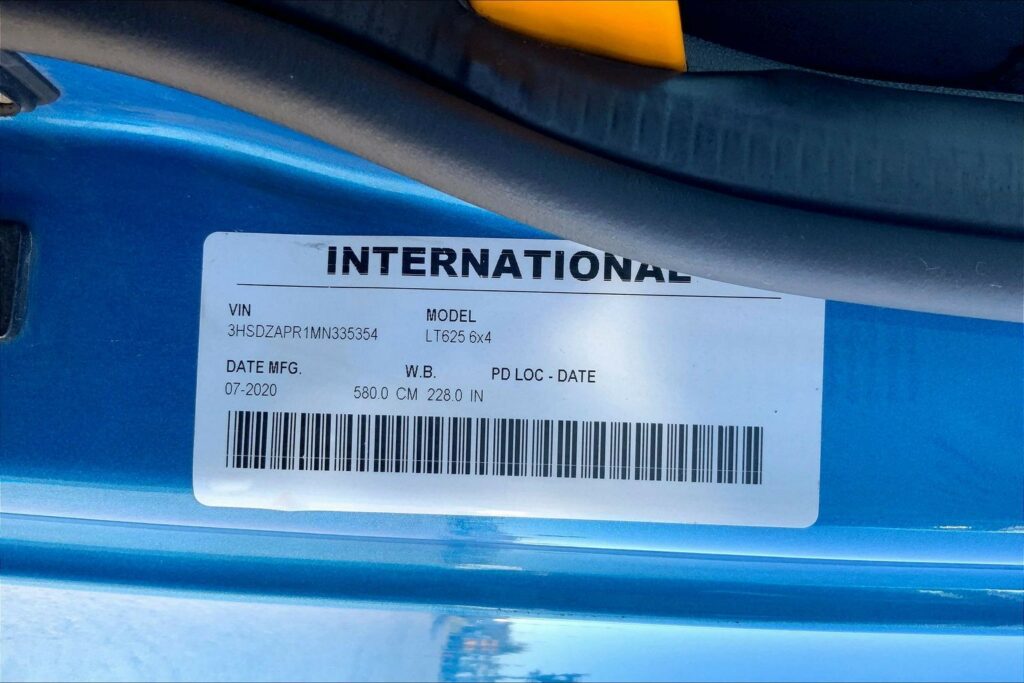 INTERNATIONAL
VIN MODEL
3HSDZAPR1MN335354 LT625 6x4
DATE MFG. W.B. PD LOC - DATE
07-2020 580.0 CM 228.0 IN